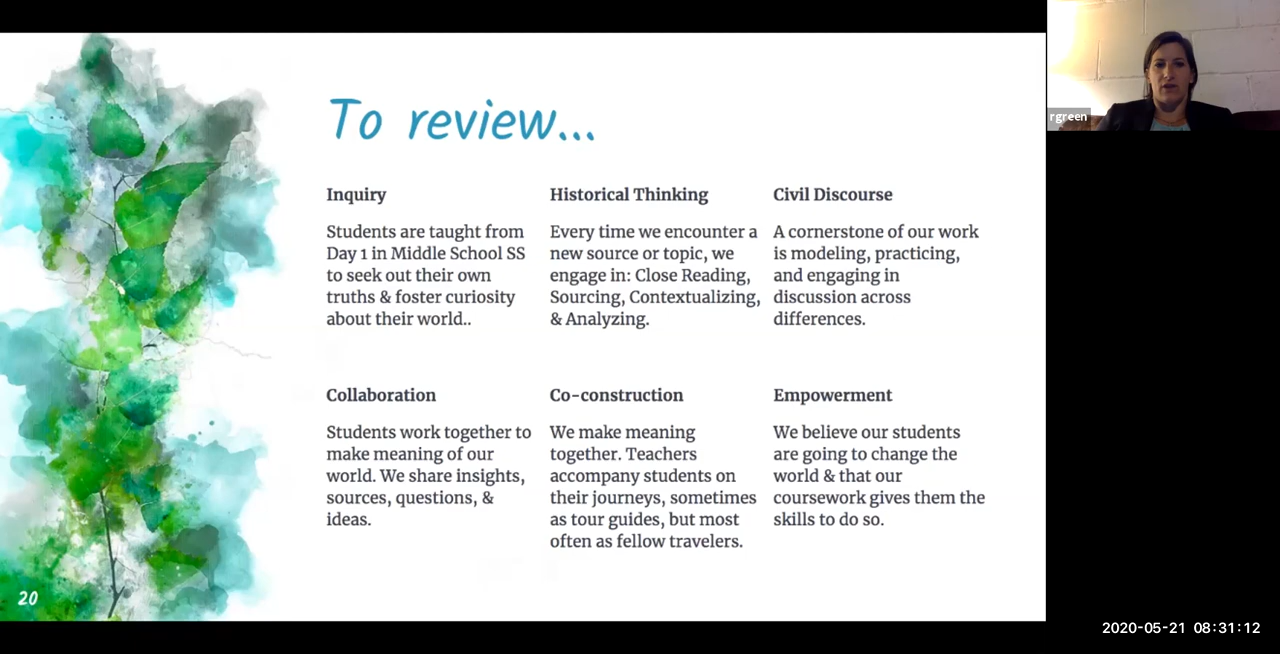 To review...
Inquiry
Students are taught from
Day 1 in Middle School SS
to seek out their own
truths & foster curiosity
about their world..
Historical Thinking
Every time we encounter a
new source or topic, we
engage in: Close Reading,
Sourcing, Contextualizing,
& Analyzing.
Civil Discourse
A cornerstone of our work
is modeling, practicing,
and engaging in
discussion across
differences.
Collaboration
Students work together to
make meaning of our
world. We share insights,
sources, questions, &
ideas.
Co-construction
We make meaning
together. Teachers
accompany students on
their journeys, sometimes
as tour guides, but most
often as fellow travelers.
Empowerment
We believe our students
are going to change the
world & that our
coursework gives them the
skills to do so.
20
rgreen
2020-05-21 08:31:12